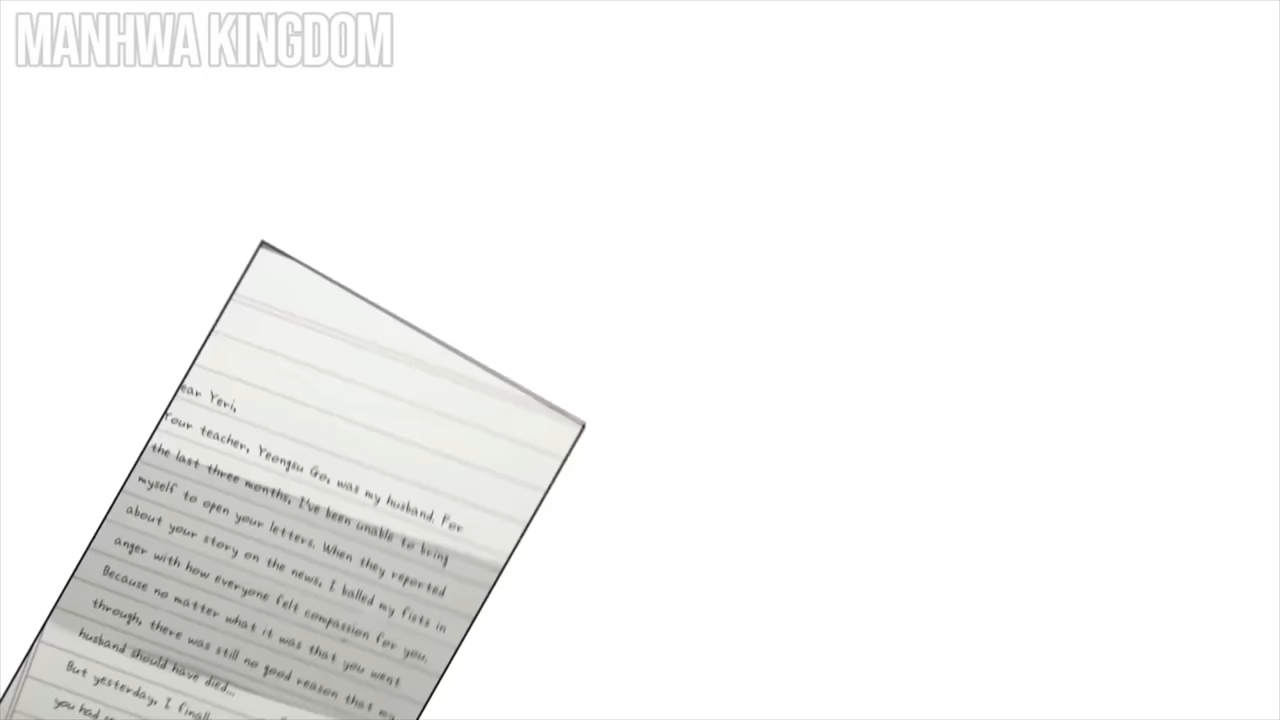 MANHWA KINGDOM
ear Yeri,
Your teacher, Yeongsu Go, was my husband. For
the last three months, I've been unable to bring
myself to open your letters. When they reported
about your story on the news, I balled my fists in
anger with how everyone felt compassion for you.
Because no matter what it was that you went
through, there was still no good reason that my
husband should have died...
But yesterday, I finall
you had